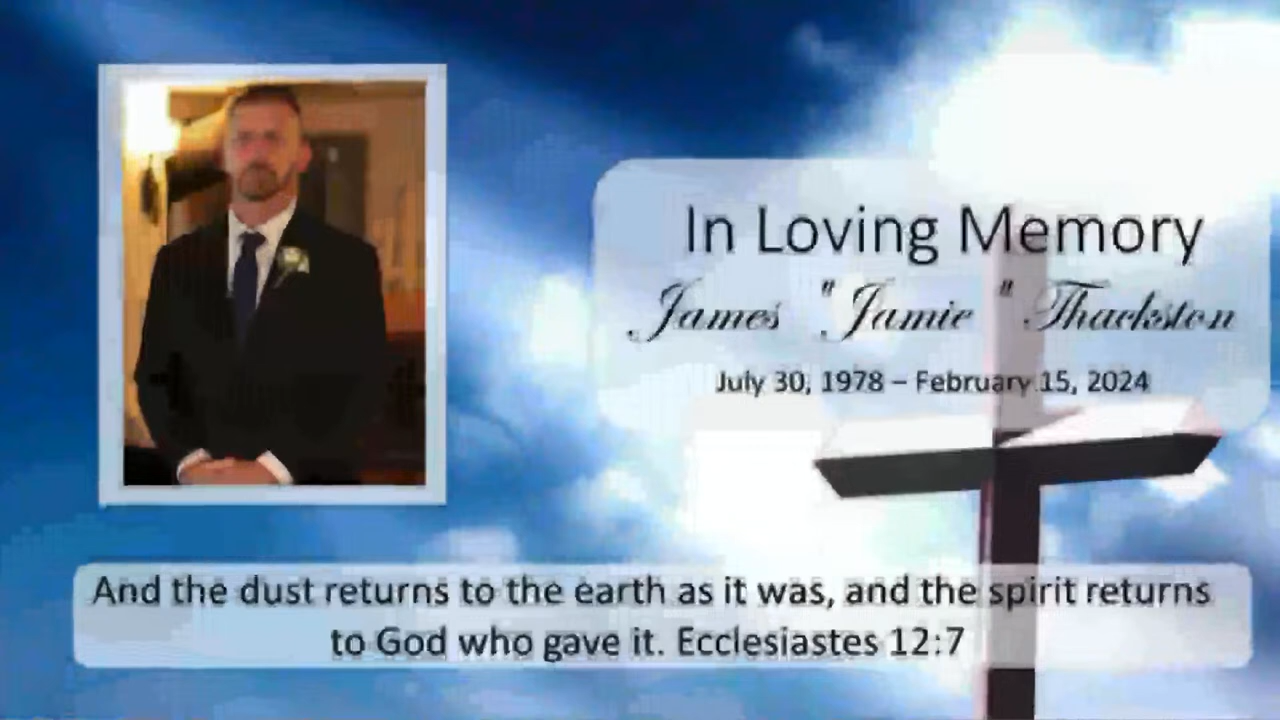 In Loving Memory
James "Jamie" Thackston
July 30, 1978 – February 15, 2024
And the dust returns to the earth as it was, and the spirit returns
to God who gave it. Ecclesiastes 12:7